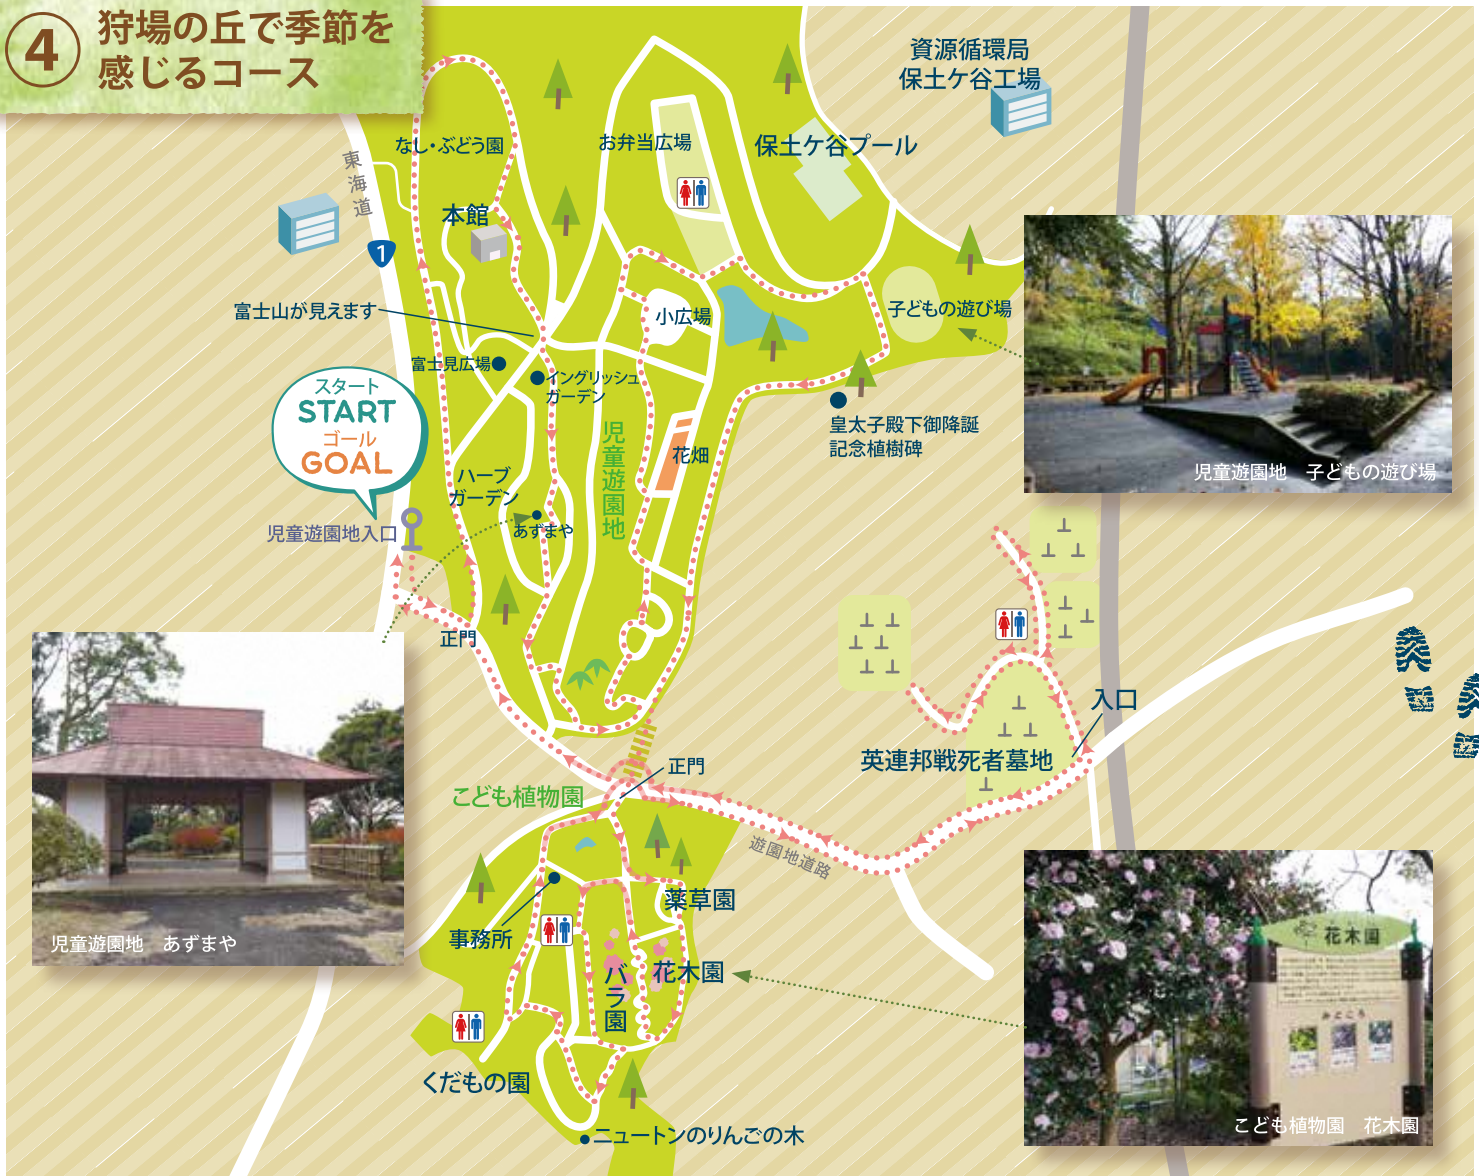 ④ 狩場の丘で季節を
感じるコース
資源循環局
保土ケ谷工場
東海道
なし・ぶどう園
お弁当広場
保土ケ谷プール
本館
1
富士山が見えます
小広場
子どもの遊び場
富士見広場
イングリッシュ
ガーデン
スタート
START
ゴール
GOAL
皇太子殿下御降誕
記念植樹碑
児童遊園地
花畑
ハーブ
ガーデン
あずまや
児童遊園地入口
児童遊園地 子どもの遊び場
正門
入口
英連邦戦死者墓地
正門
こども植物園
遊園地道路
薬草園
事務所
バラ園
花木園
児童遊園地 あずまや
くだもの園
ニュートンのりんごの木
花木園
みどころ
こども植物園 花木園